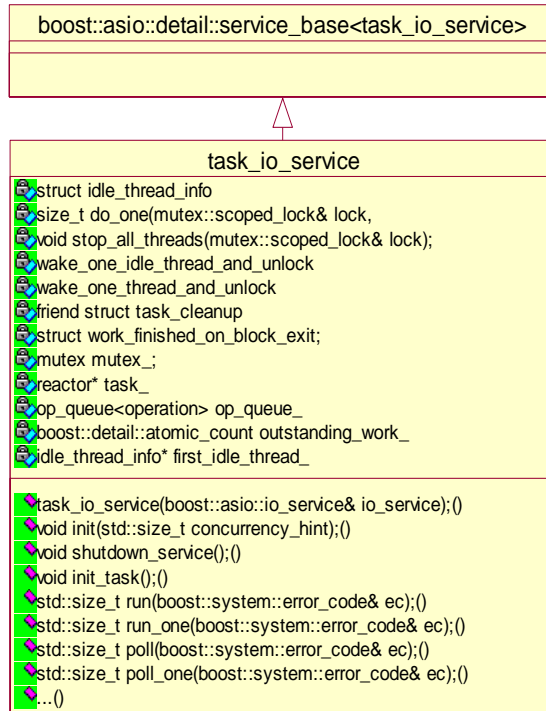 boost::asio::detail::service_base<task_io_service>
task_io_service
struct idle_thread_info
size_t do_one(mutex::scoped_lock& lock,
void stop_all_threads(mutex::scoped_lock& lock);
wake_one_idle_thread_and_unlock
wake_one_thread_and_unlock
friend struct task_cleanup
struct work_finished_on_block_exit;
mutex mutex_;
reactor* task_
op_queue<operation> op_queue_
boost::detail::atomic_count outstanding_work_
idle_thread_info* first_idle_thread_
task_io_service(boost::asio::io_service& io_service);()
void init(std::size_t concurrency_hint);()
void shutdown_service();()
void init_task();()
std::size_t run(boost::system::error_code& ec);()
std::size_t run_one(boost::system::error_code& ec);()
std::size_t poll(boost::system::error_code& ec);()
std::size_t poll_one(boost::system::error_code& ec);()
...()